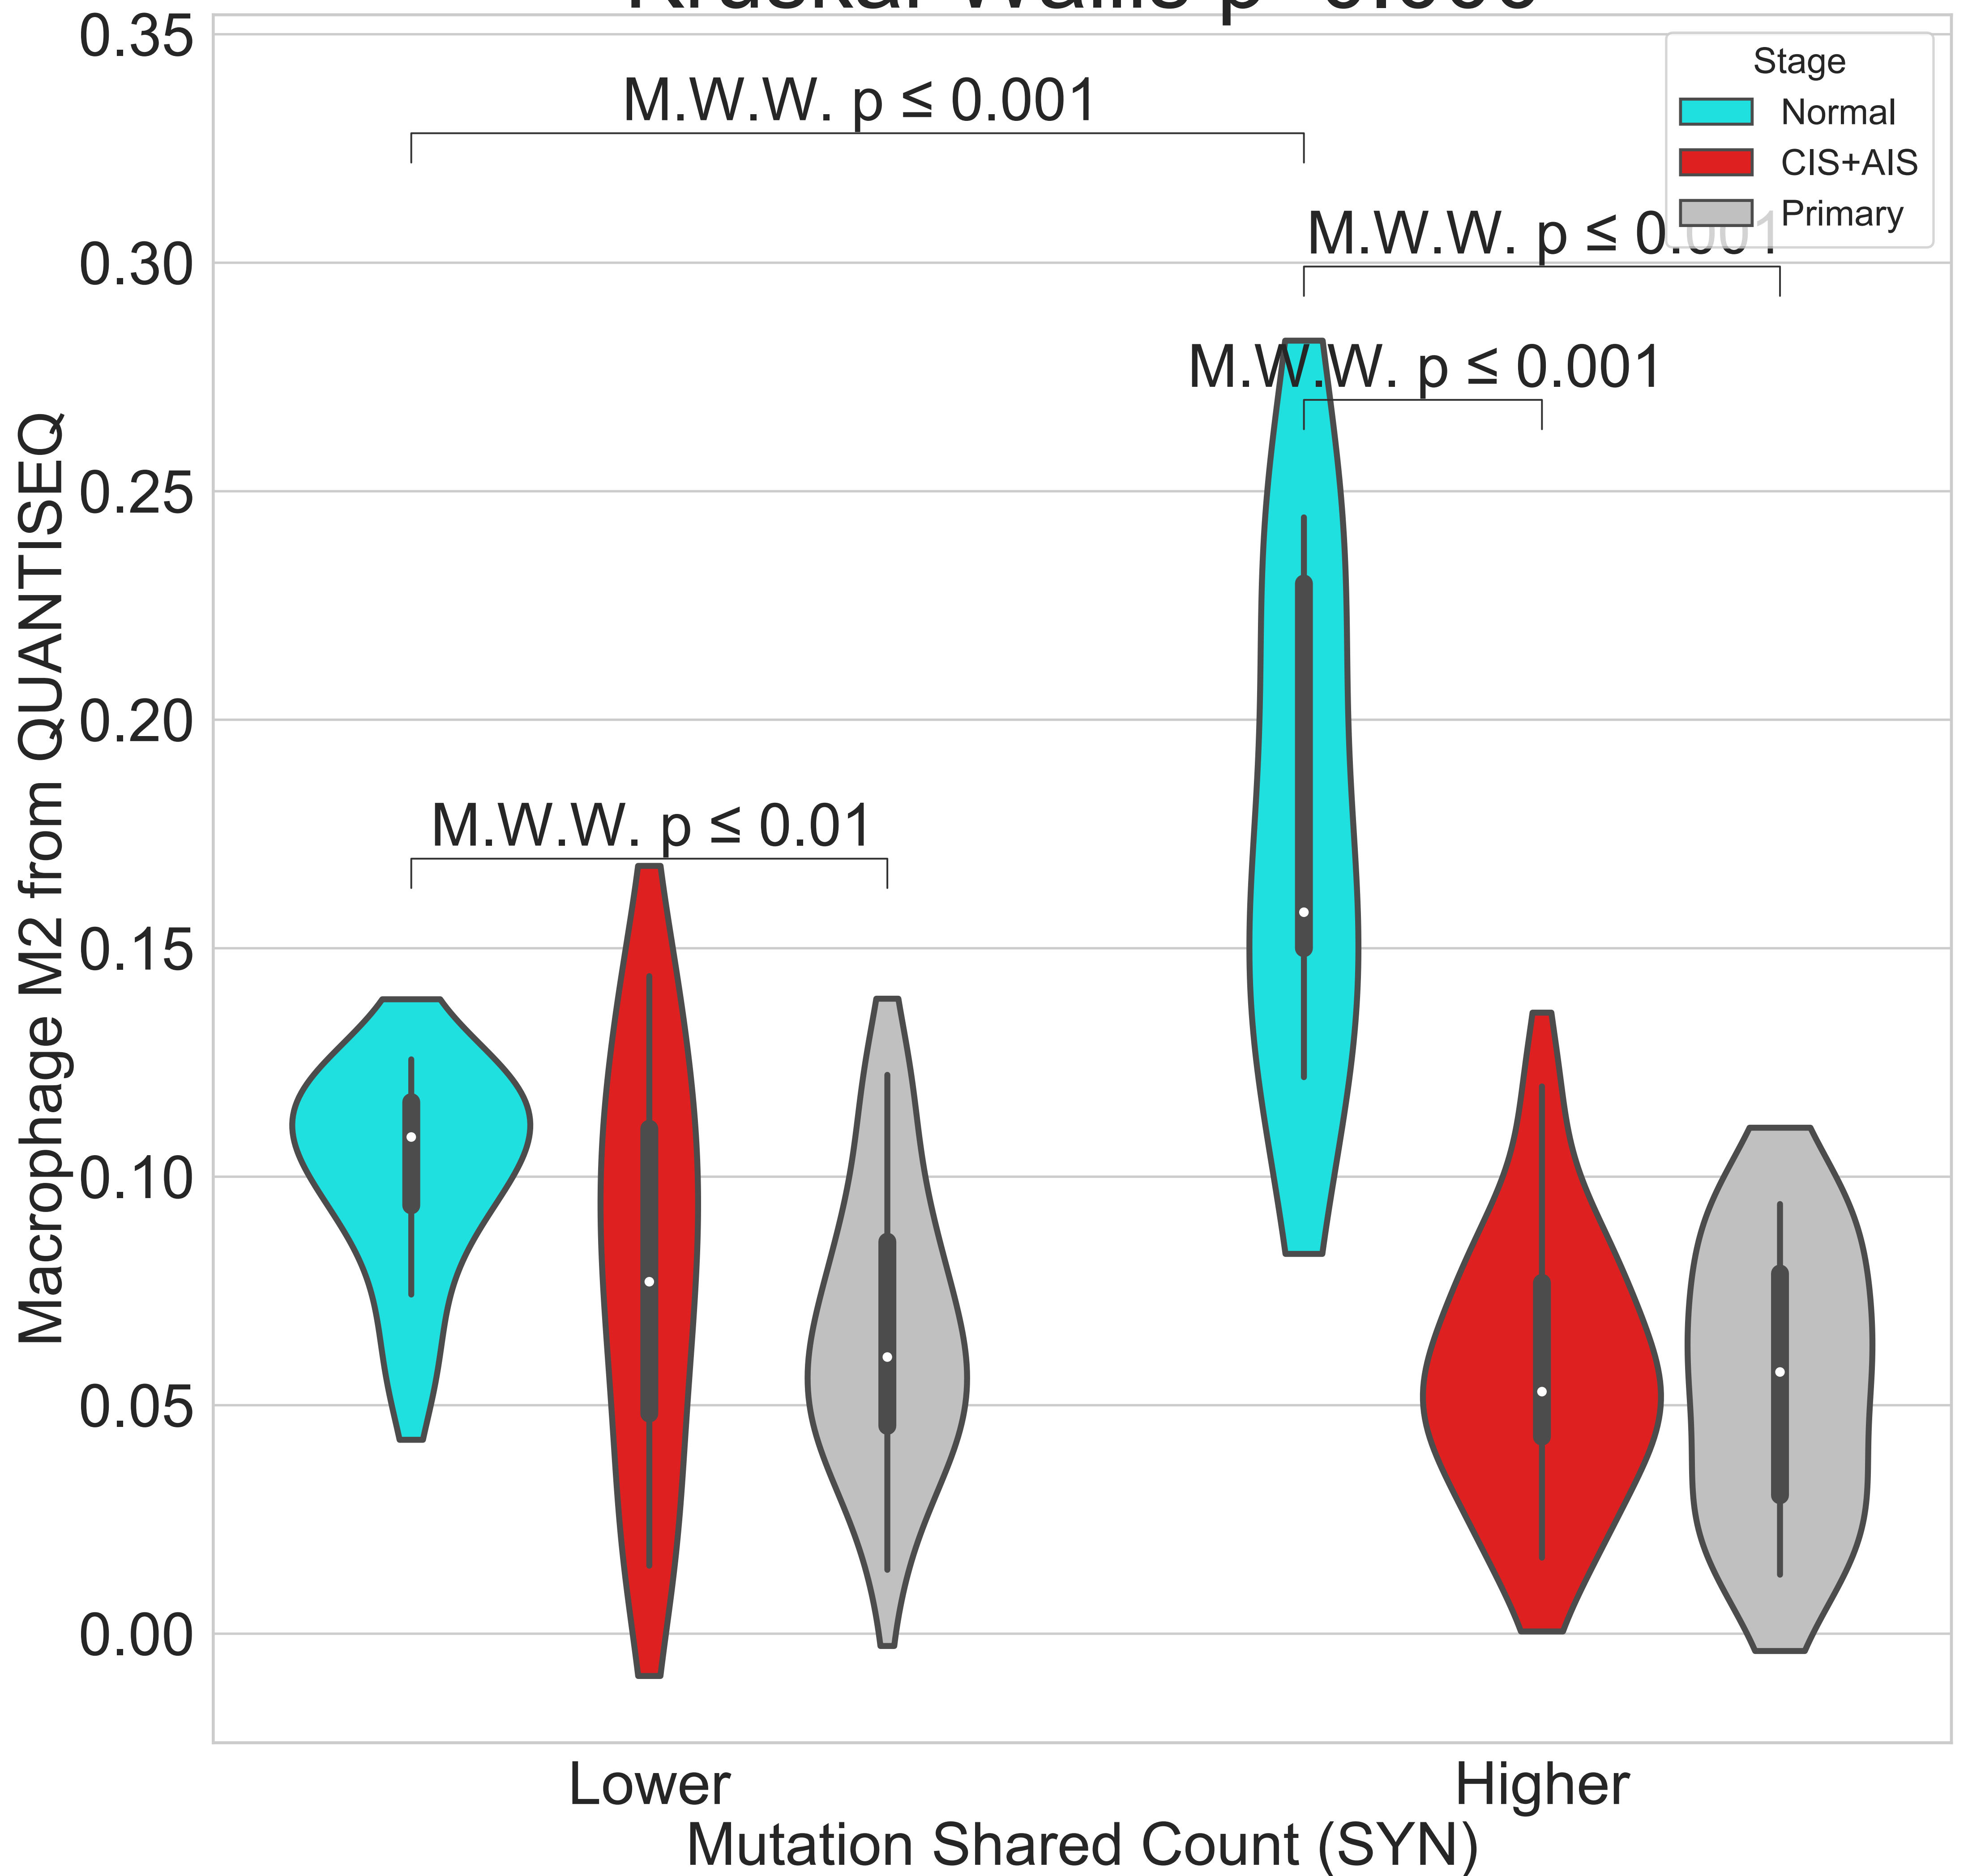 0.35
0.30
0.25
0.20
0.15
0.10
0.05
0.00
Macrophage M2 from QUANTISEQ
M.W.W. p ≤ 0.001
M.W.W. p ≤ 0.001
M.W.W. p ≤ 0.001
M.W.W. p ≤ 0.01
Stage
Normal
CIS+AIS
Primary
Lower
Higher
Mutation Shared Count (SYN)